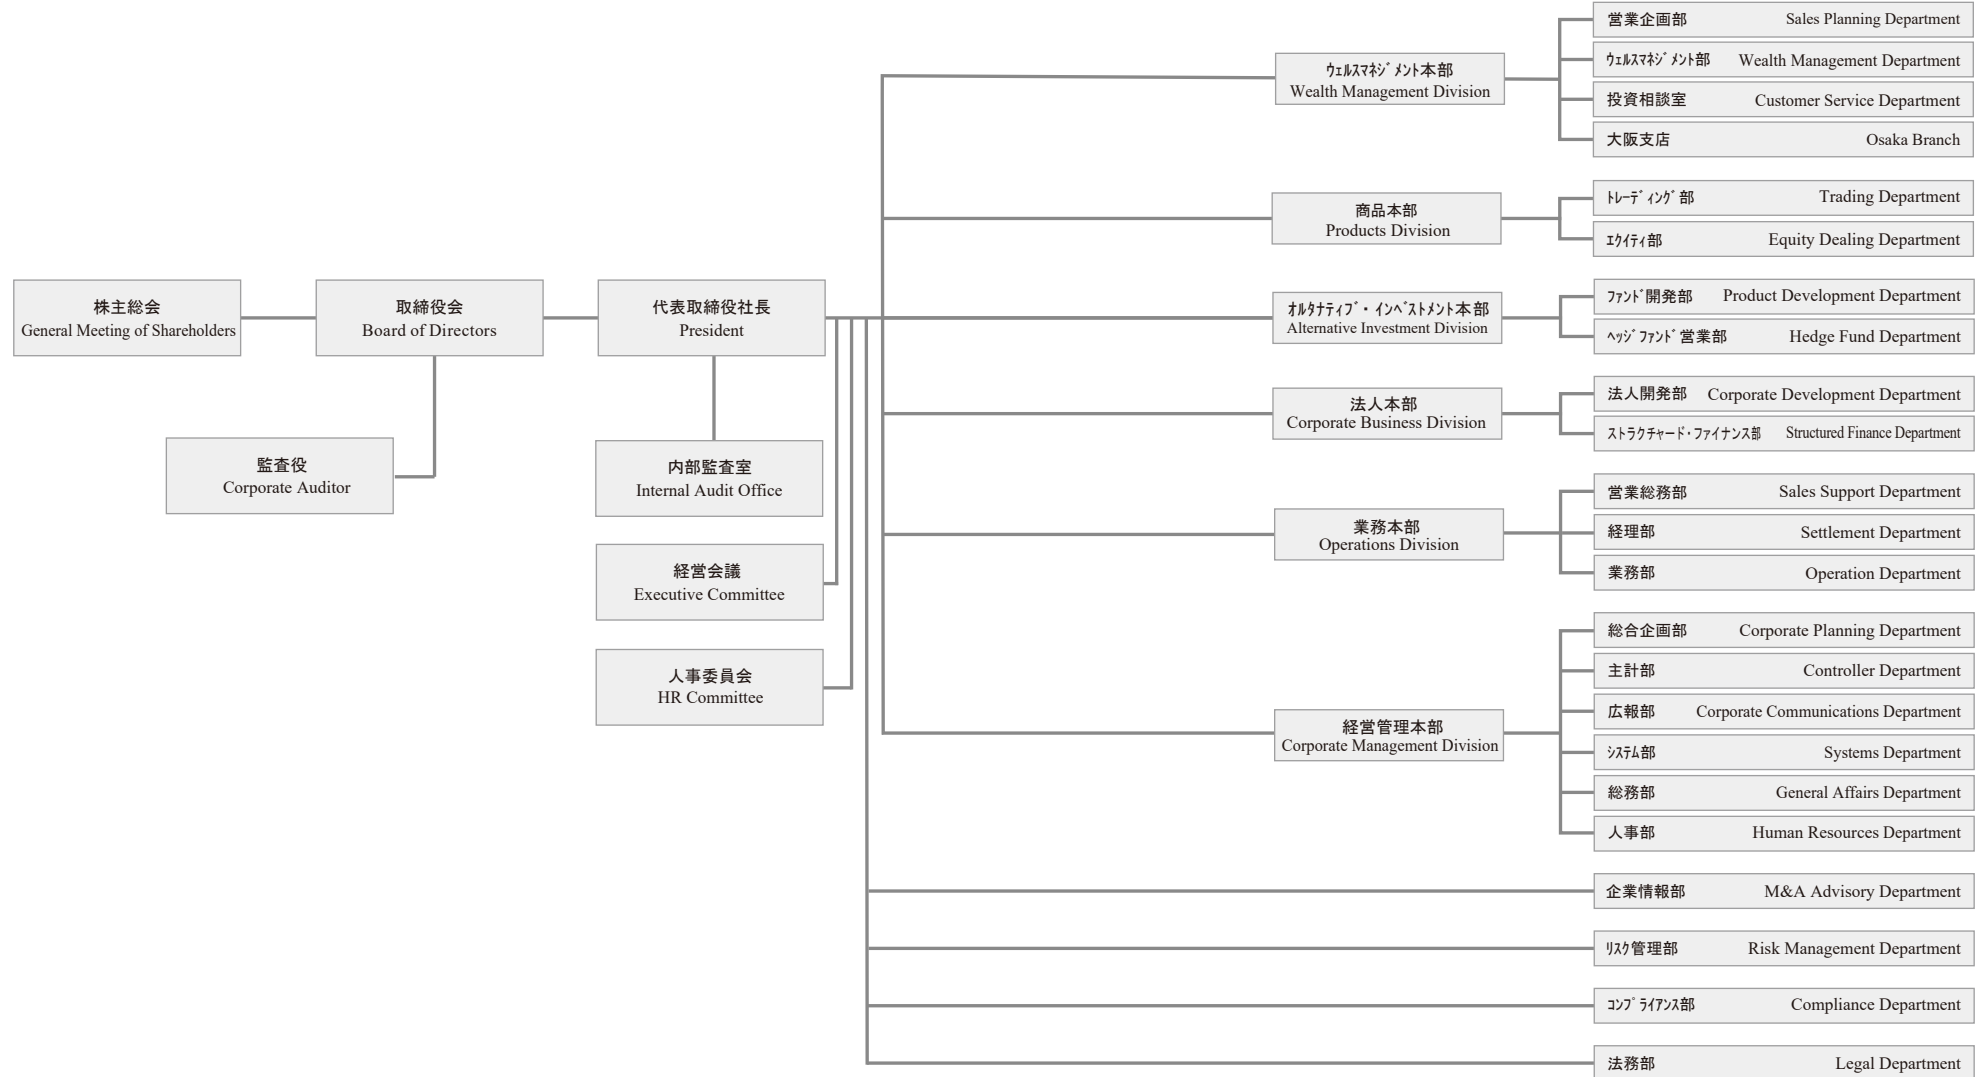 株主総会
General Meeting of Shareholders
取締役会
Board of Directors
代表取締役社長
President
監査役
Corporate Auditor
内部監査室
Internal Audit Office
経営会議
Executive Committee
人事委員会
HR Committee
ｳｪﾙｽﾏﾈｼﾞﾒﾝﾄ本部
Wealth Management Division
営業企画部 Sales Planning Department
ｳｪﾙｽﾏﾈｼﾞﾒﾝﾄ部 Wealth Management Department
投資相談室 Customer Service Department
大阪支店 Osaka Branch
商品本部
Products Division
ﾄﾚｰﾃﾞｨﾝｸﾞ部 Trading Department
ｴｸｲﾃｨ部 Equity Dealing Department
ｵﾙﾀﾅﾃｨﾌﾞ・ｲﾝﾍﾞｽﾄﾒﾝﾄ本部
Alternative Investment Division
ﾌｧﾝﾄﾞ開発部 Product Development Department
ﾍｯｼﾞﾌｧﾝﾄﾞ営業部 Hedge Fund Department
法人本部
Corporate Business Division
法人開発部 Corporate Development Department
ストラクチャード・ファイナンス部 Structured Finance Department
業務本部
Operations Division
営業総務部 Sales Support Department
経理部 Settlement Department
業務部 Operation Department
経営管理本部
Corporate Management Division
総合企画部 Corporate Planning Department
主計部 Controller Department
広報部 Corporate Communications Department
ｼｽﾃﾑ部 Systems Department
総務部 General Affairs Department
人事部 Human Resources Department
企業情報部 M&A Advisory Department
ﾘｽｸ管理部 Risk Management Department
ｺﾝﾌﾟﾗｲｱﾝｽ部 Compliance Department
法務部 Legal Department